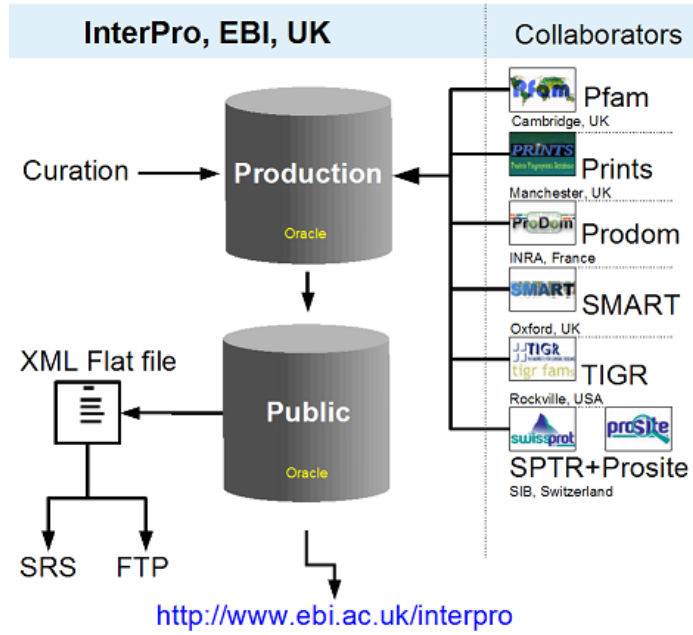 InterPro, EBI, UK
Collaborators
Rfam
Pfam
Cambridge, UK
Curation
Production
Oracle
PRINTS
Prints
Manchester, UK
ProDom
Prodom
INRA, France
SMART
SMART
Oxford, UK
XML Flat file
TIGR
tigr fams
TIGR
Rockville, USA
Public
Oracle
swissprot
prosite
SPTR+Prosite
SIB, Switzerland
SRS
FTP
http://www.ebi.ac.uk/interpro